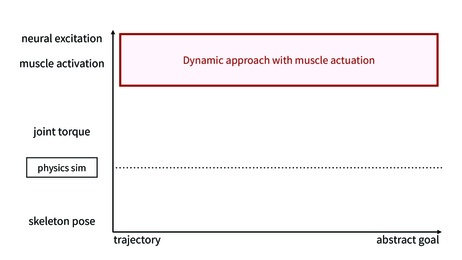 neural excitation
muscle activation
Dynamic approach with muscle actuation
joint torque
physics sim
skeleton pose
trajectory
abstract goal